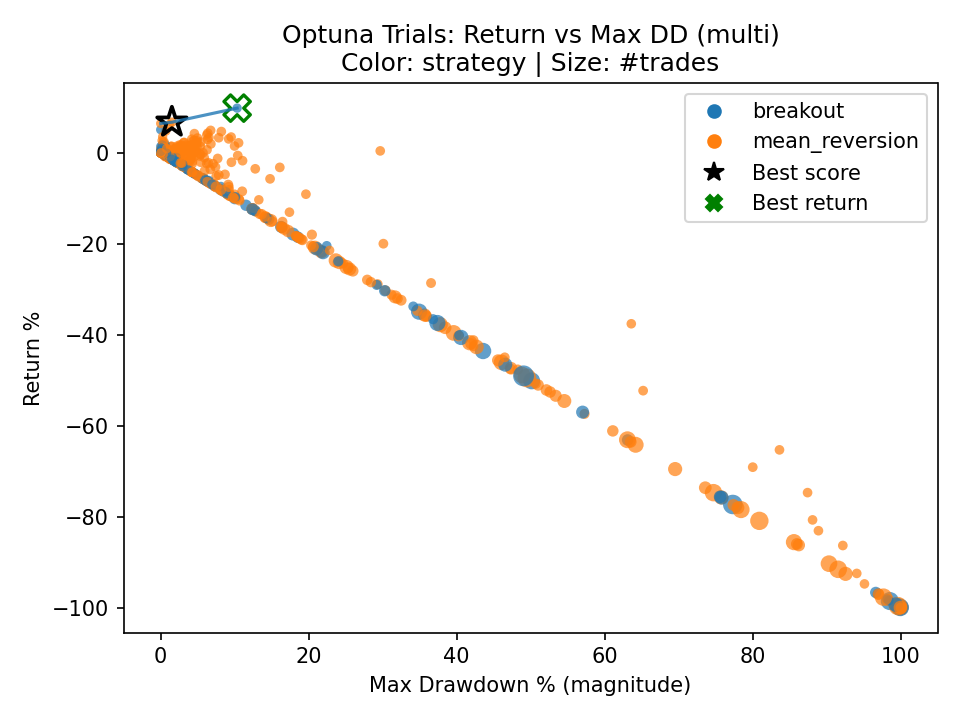 Optuna Trials: Return vs Max DD (multi)
Color: strategy | Size: #trades
breakout
mean_reversion
Best score
Best return
Return %
0
−20
−40
−60
−80
−100
0
20
40
60
80
100
Max Drawdown % (magnitude)